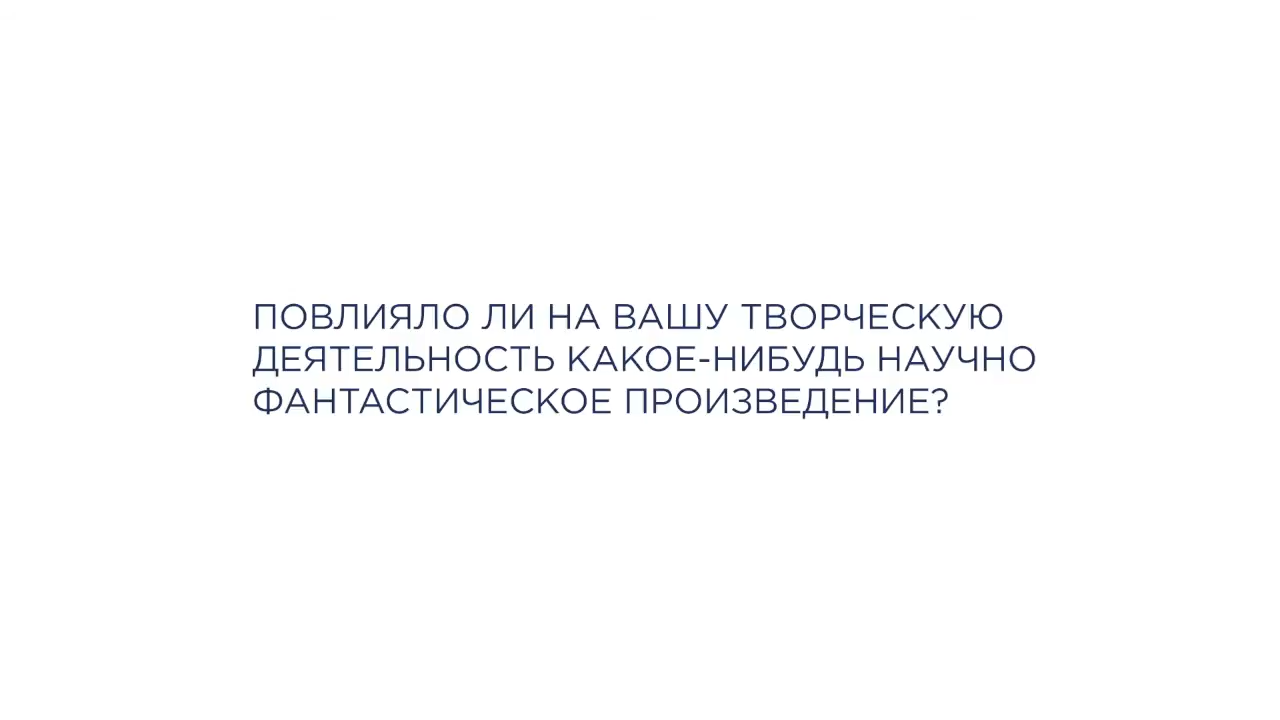 ПОВЛИЯЛО ЛИ НА ВАШУ ТВОРЧЕСКУЮ
ДЕЯТЕЛЬНОСТЬ КАКОЕ-НИБУДЬ НАУЧНО
ФАНТАСТИЧЕСКОЕ ПРОИЗВЕДЕНИЕ?